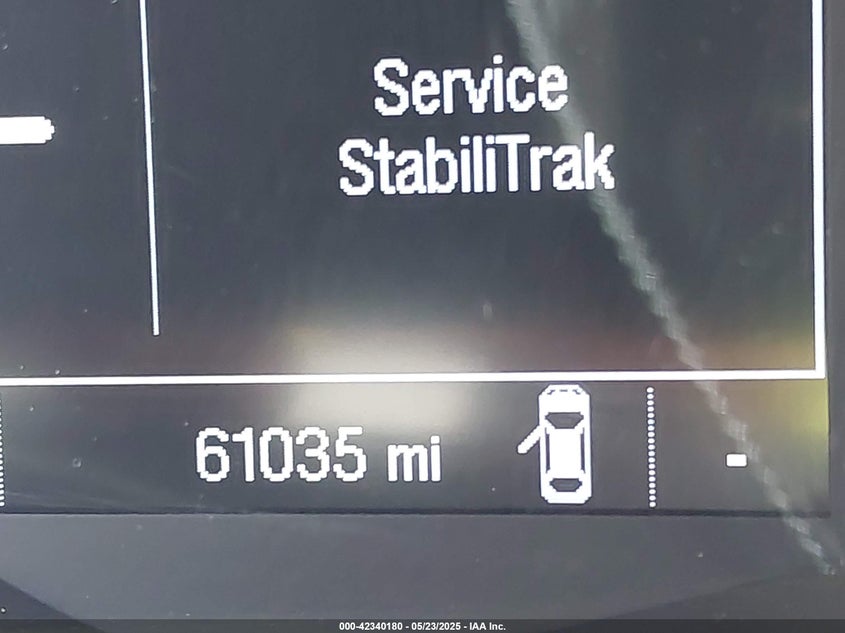 Service
StabiliTrak
61035 mi
000-42340180 - 05/23/2025 - IAA Inc.